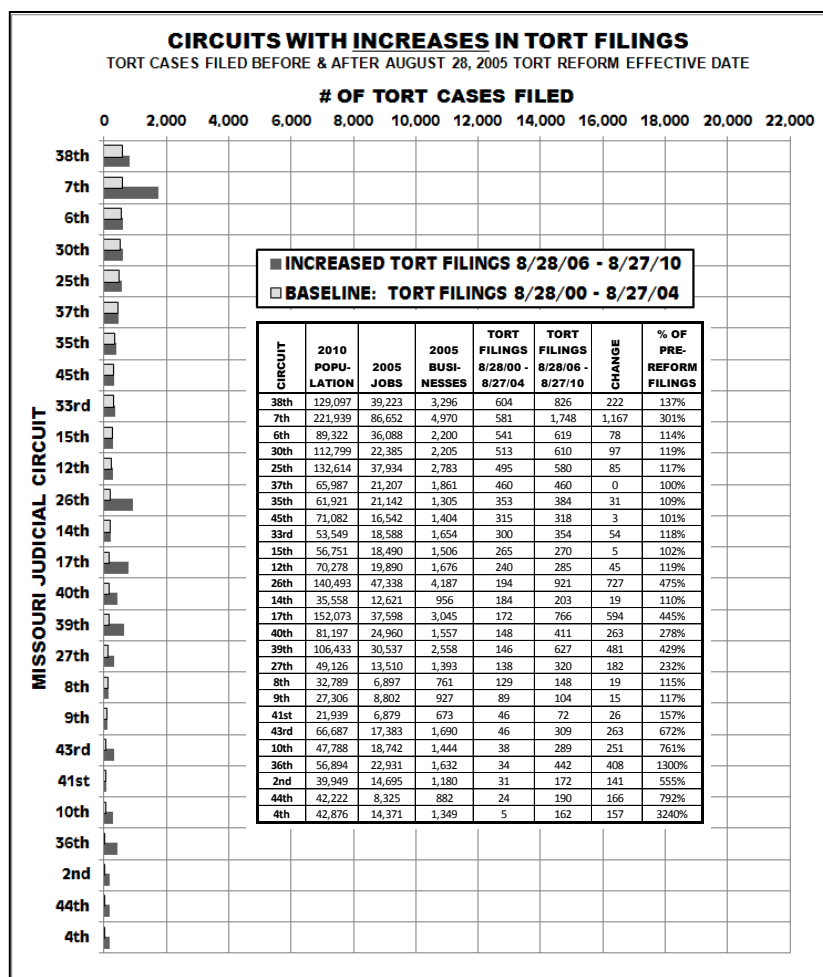 CIRCUITS WITH INCREASES IN TORT FILINGS
TORT CASES FILED BEFORE & AFTER AUGUST 28, 2005 TORT REFORM EFFECTIVE DATE
# OF TORT CASES FILED
0 2,000 4,000 6,000 8,000 10,000 12,000 14,000 16,000 18,000 20,000 22,000
MISSOURI JUDICIAL CIRCUIT
38th
7th
6th
30th
25th
37th
35th
45th
33rd
15th
12th
26th
14th
17th
40th
39th
27th
8th
9th
43rd
41st
10th
36th
2nd
44th
4th
INCREASED TORT FILINGS 8/28/06 - 8/27/10
BASELINE: TORT FILINGS 8/28/00 - 8/27/04
CIRCUIT
2010
POPU-
LATION
2005
JOBS
2005
BUSI-
NESSES
TORT
FILINGS
8/28/00 -
8/27/04
TORT
FILINGS
8/28/06 -
8/27/10
CHANGE
% OF
PRE-
REFORM
FILINGS
38th 129,097 39,223 3,296 604 826 222 137%
7th 221,939 86,652 4,970 581 1,748 1,167 301%
6th 89,322 36,088 2,200 541 619 78 114%
30th 112,799 22,385 2,205 513 610 97 119%
25th 132,614 37,934 2,783 495 580 85 117%
37th 65,987 21,207 1,861 460 460 0 100%
35th 61,921 21,142 1,305 353 384 31 109%
45th 71,082 16,542 1,404 315 318 3 101%
33rd 53,549 18,588 1,654 300 354 54 118%
15th 56,751 18,490 1,506 265 270 5 102%
12th 70,278 19,890 1,676 240 285 45 119%
26th 140,493 47,338 4,187 194 921 727 475%
14th 35,558 12,621 956 184 203 19 110%
17th 152,073 37,598 3,045 172 766 594 445%
40th 81,197 24,960 1,557 148 411 263 278%
39th 106,433 30,537 2,558 146 627 481 429%
27th 49,126 13,510 1,393 138 320 182 232%
8th 32,789 6,897 761 129 148 19 115%
9th 27,306 8,802 927 89 104 15 117%
41st 21,939 6,879 673 46 72 26 157%
43rd 66,687 17,383 1,690 46 309 263 672%
10th 47,788 18,742 1,444 38 289 251 761%
36th 56,894 22,931 1,632 34 442 408 1300%
2nd 39,949 14,695 1,180 31 172 141 555%
44th 42,222 8,325 882 24 190 166 792%
4th 42,876 14,371 1,349 5 162 157 3240%